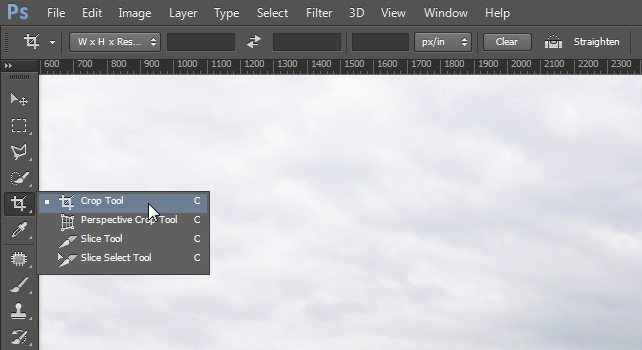 Ps File Edit Image Layer Type Select Filter 3D View Window Help
W x H x Res... px/in Clear Straighten
600 700 800 900 1000 1100 1200 1300 1400 1500 1600 1700 1800 1900 2000 2100 2200 2300
Crop Tool C
Perspective Crop Tool C
Slice Tool C
Slice Select Tool C